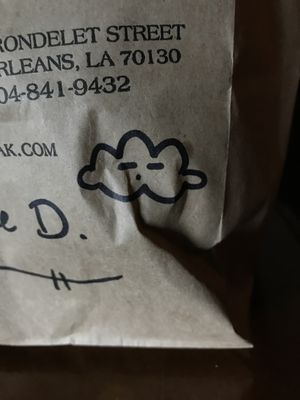 RONDELET STREET
RLEANS, LA 70130
04-841-9432
AK.COM
e D.